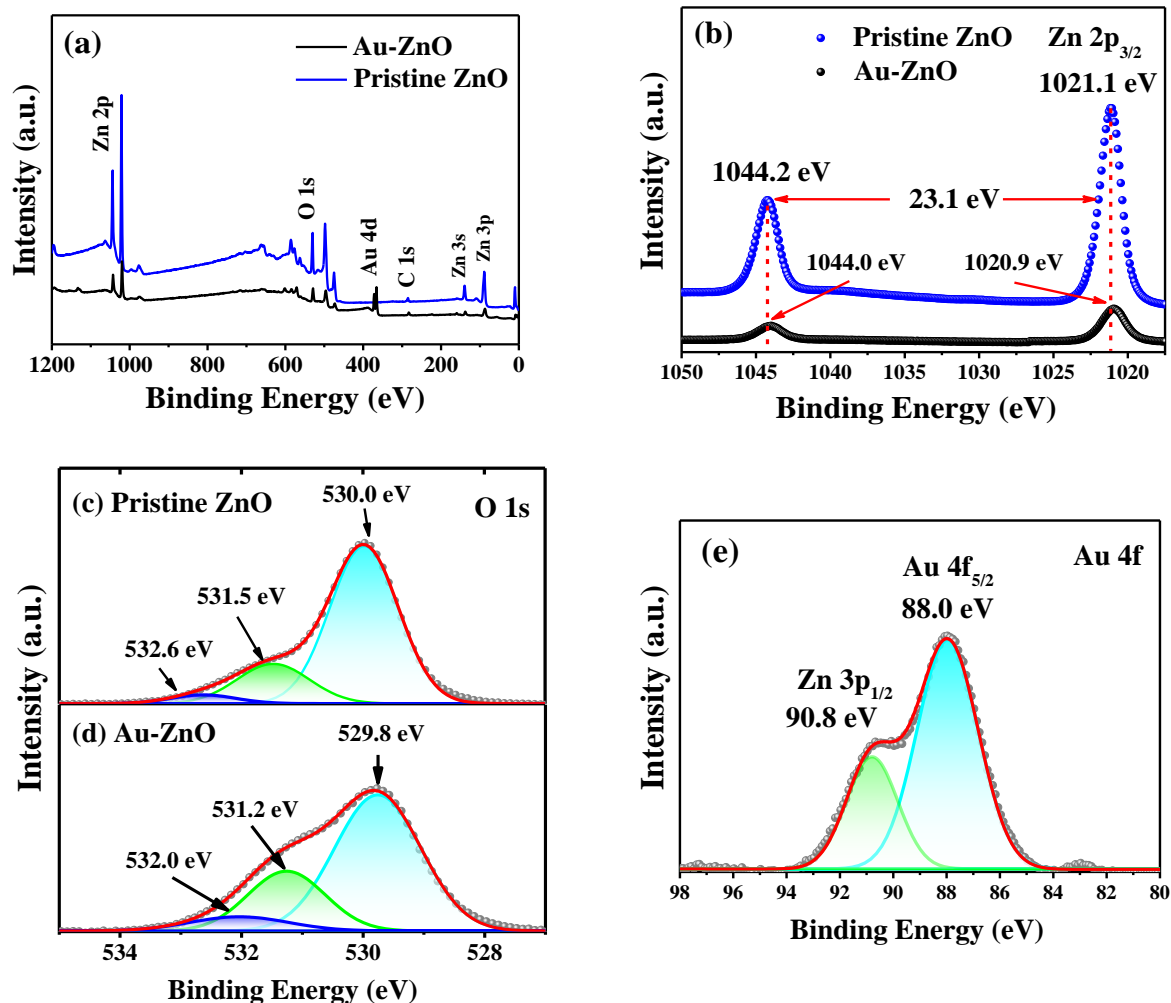 (a)
Au-ZnO
Pristine ZnO
Zn 2p
O 1s
Au 4d
C 1s
Zn 3s
Zn 3p
Intensity (a.u.)
1200 1000 800 600 400 200 0
Binding Energy (eV)
(b)
Pristine ZnO
Au-ZnO
Zn 2p3/2
1021.1 eV
1044.2 eV
23.1 eV
1044.0 eV
1020.9 eV
Intensity (a.u.)
1050 1045 1040 1035 1030 1025 1020
Binding Energy (eV)
(c) Pristine ZnO
O 1s
530.0 eV
531.5 eV
532.6 eV
(d) Au-ZnO
529.8 eV
531.2 eV
532.0 eV
Intensity (a.u.)
534 532 530 528
Binding Energy (eV)
(e)
Au 4f
Au 4f5/2
88.0 eV
Zn 3p1/2
90.8 eV
Intensity (a.u.)
98 96 94 92 90 88 86 84 82 80
Binding Energy (eV)